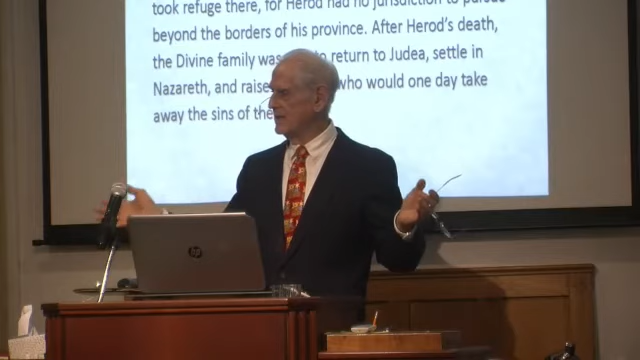 took refuge there, for Herod had no jurisdiction to pursue
beyond the borders of his province. After Herod's death,
the Divine family was to return to Judea, settle in
Nazareth, and raise who would one day take
away the sins of the
hp